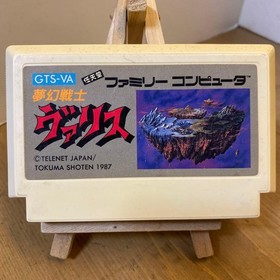 GTS-VA 任天堂 ファミリー コンピュータ
夢幻戦士
ヴァリス
©TELENET JAPAN/
TOKUMA SHOTEN 1987